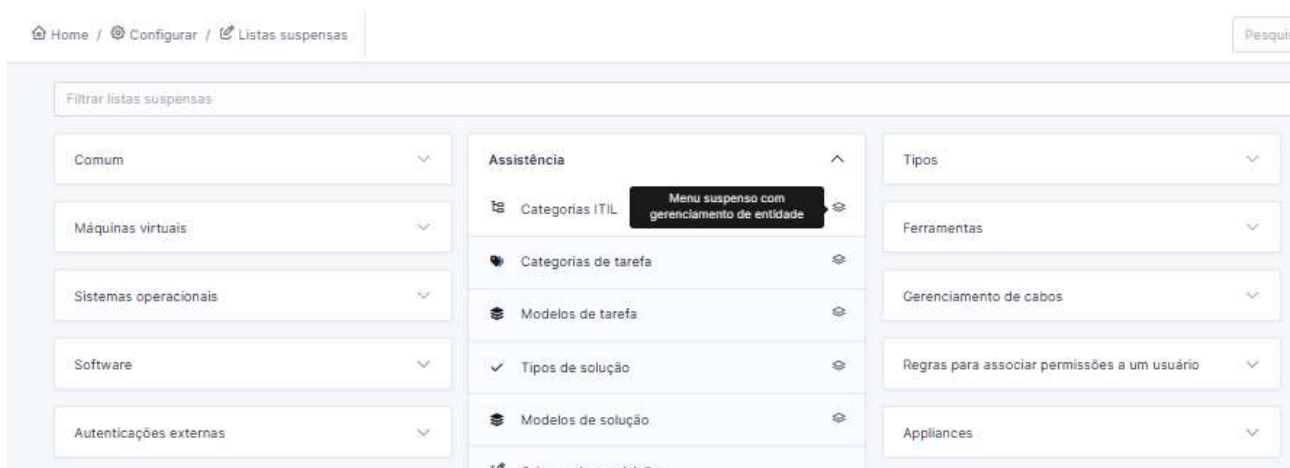 Home / Configurar / Listas suspensas
Filtrar listas suspensas
Comum
Máquinas virtuais
Sistemas operacionais
Software
Autenticações externas
Assistência
Categorias ITIL
Menu suspenso com
gerenciamento de entidade
Categorias de tarefa
Modelos de tarefa
Tipos de solução
Modelos de solução
Tipos
Ferramentas
Gerenciamento de cabos
Regras para associar permissões a um usuário
Appliances